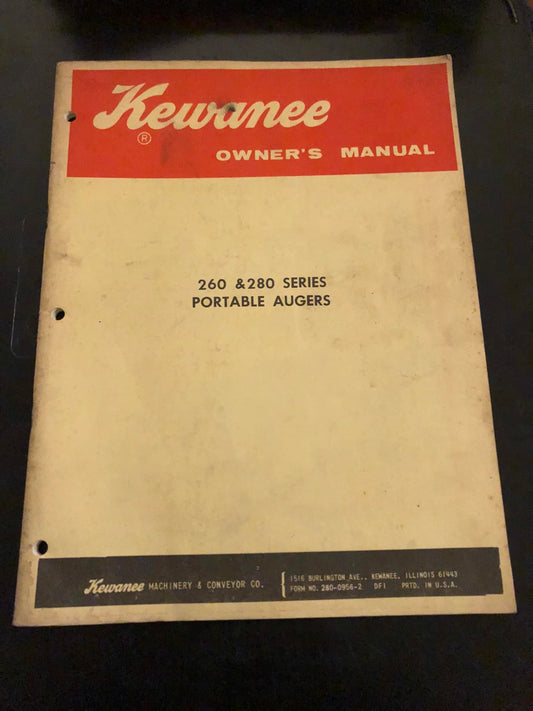 Kewanee
®
OWNER'S MANUAL
260 &280 SERIES
PORTABLE AUGERS
Kewanee MACHINERY & CONVEYOR CO.
1516 BURLINGTON AVE., KEWANEE, ILLINOIS 61443
FORM NO. 280-0956-2 DF1 PRTD. IN U.S.A.